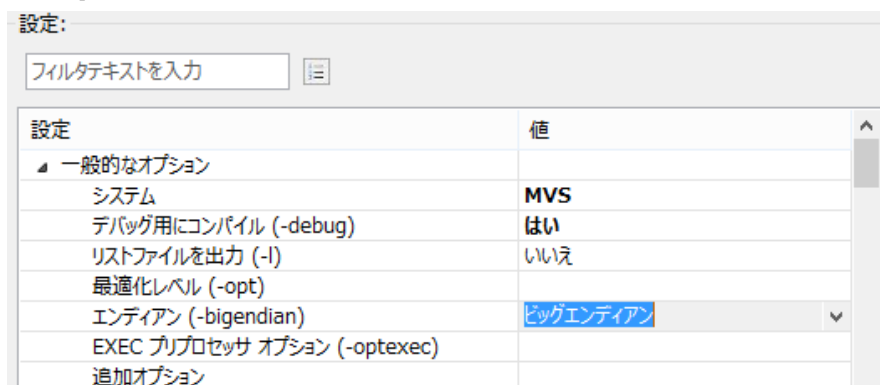 設定:
フィルタテキストを入力
設定 値
一般的なオプション
システム MVS
デバッグ用にコンパイル (-debug) はい
リストファイルを出力 (-l) いいえ
最適化レベル (-opt)
エンディアン (-bigendian) ビッグエンディアン
EXEC プリプロセッサ オプション (-optexec)
追加オプション